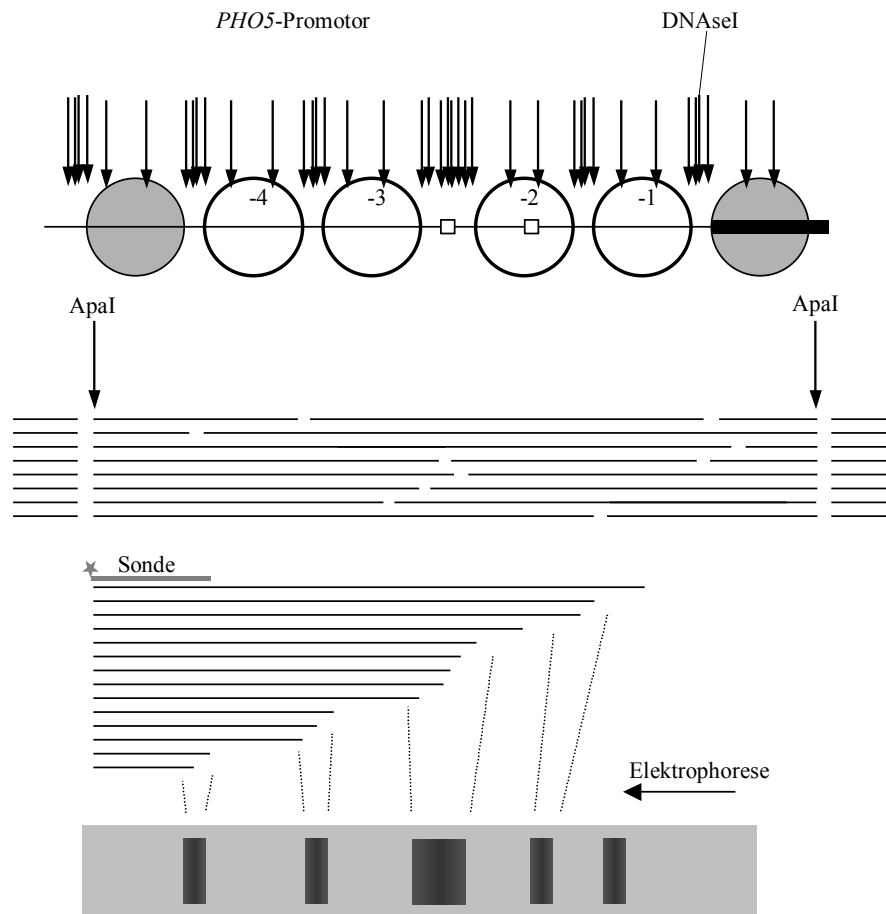 PHO5-Promotor
DNAseI
-4
-3
-2
-1
ApaI
ApaI
Sonde
Elektrophorese